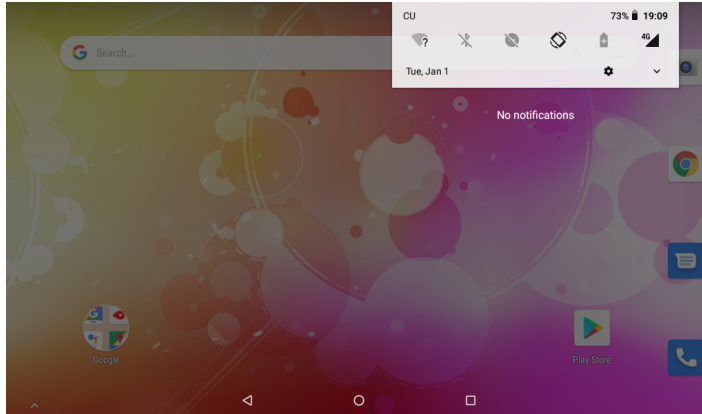 CU 73% 19:09
Search...
? 4G
Tue, Jan 1
No notifications
G
Google
Play Store